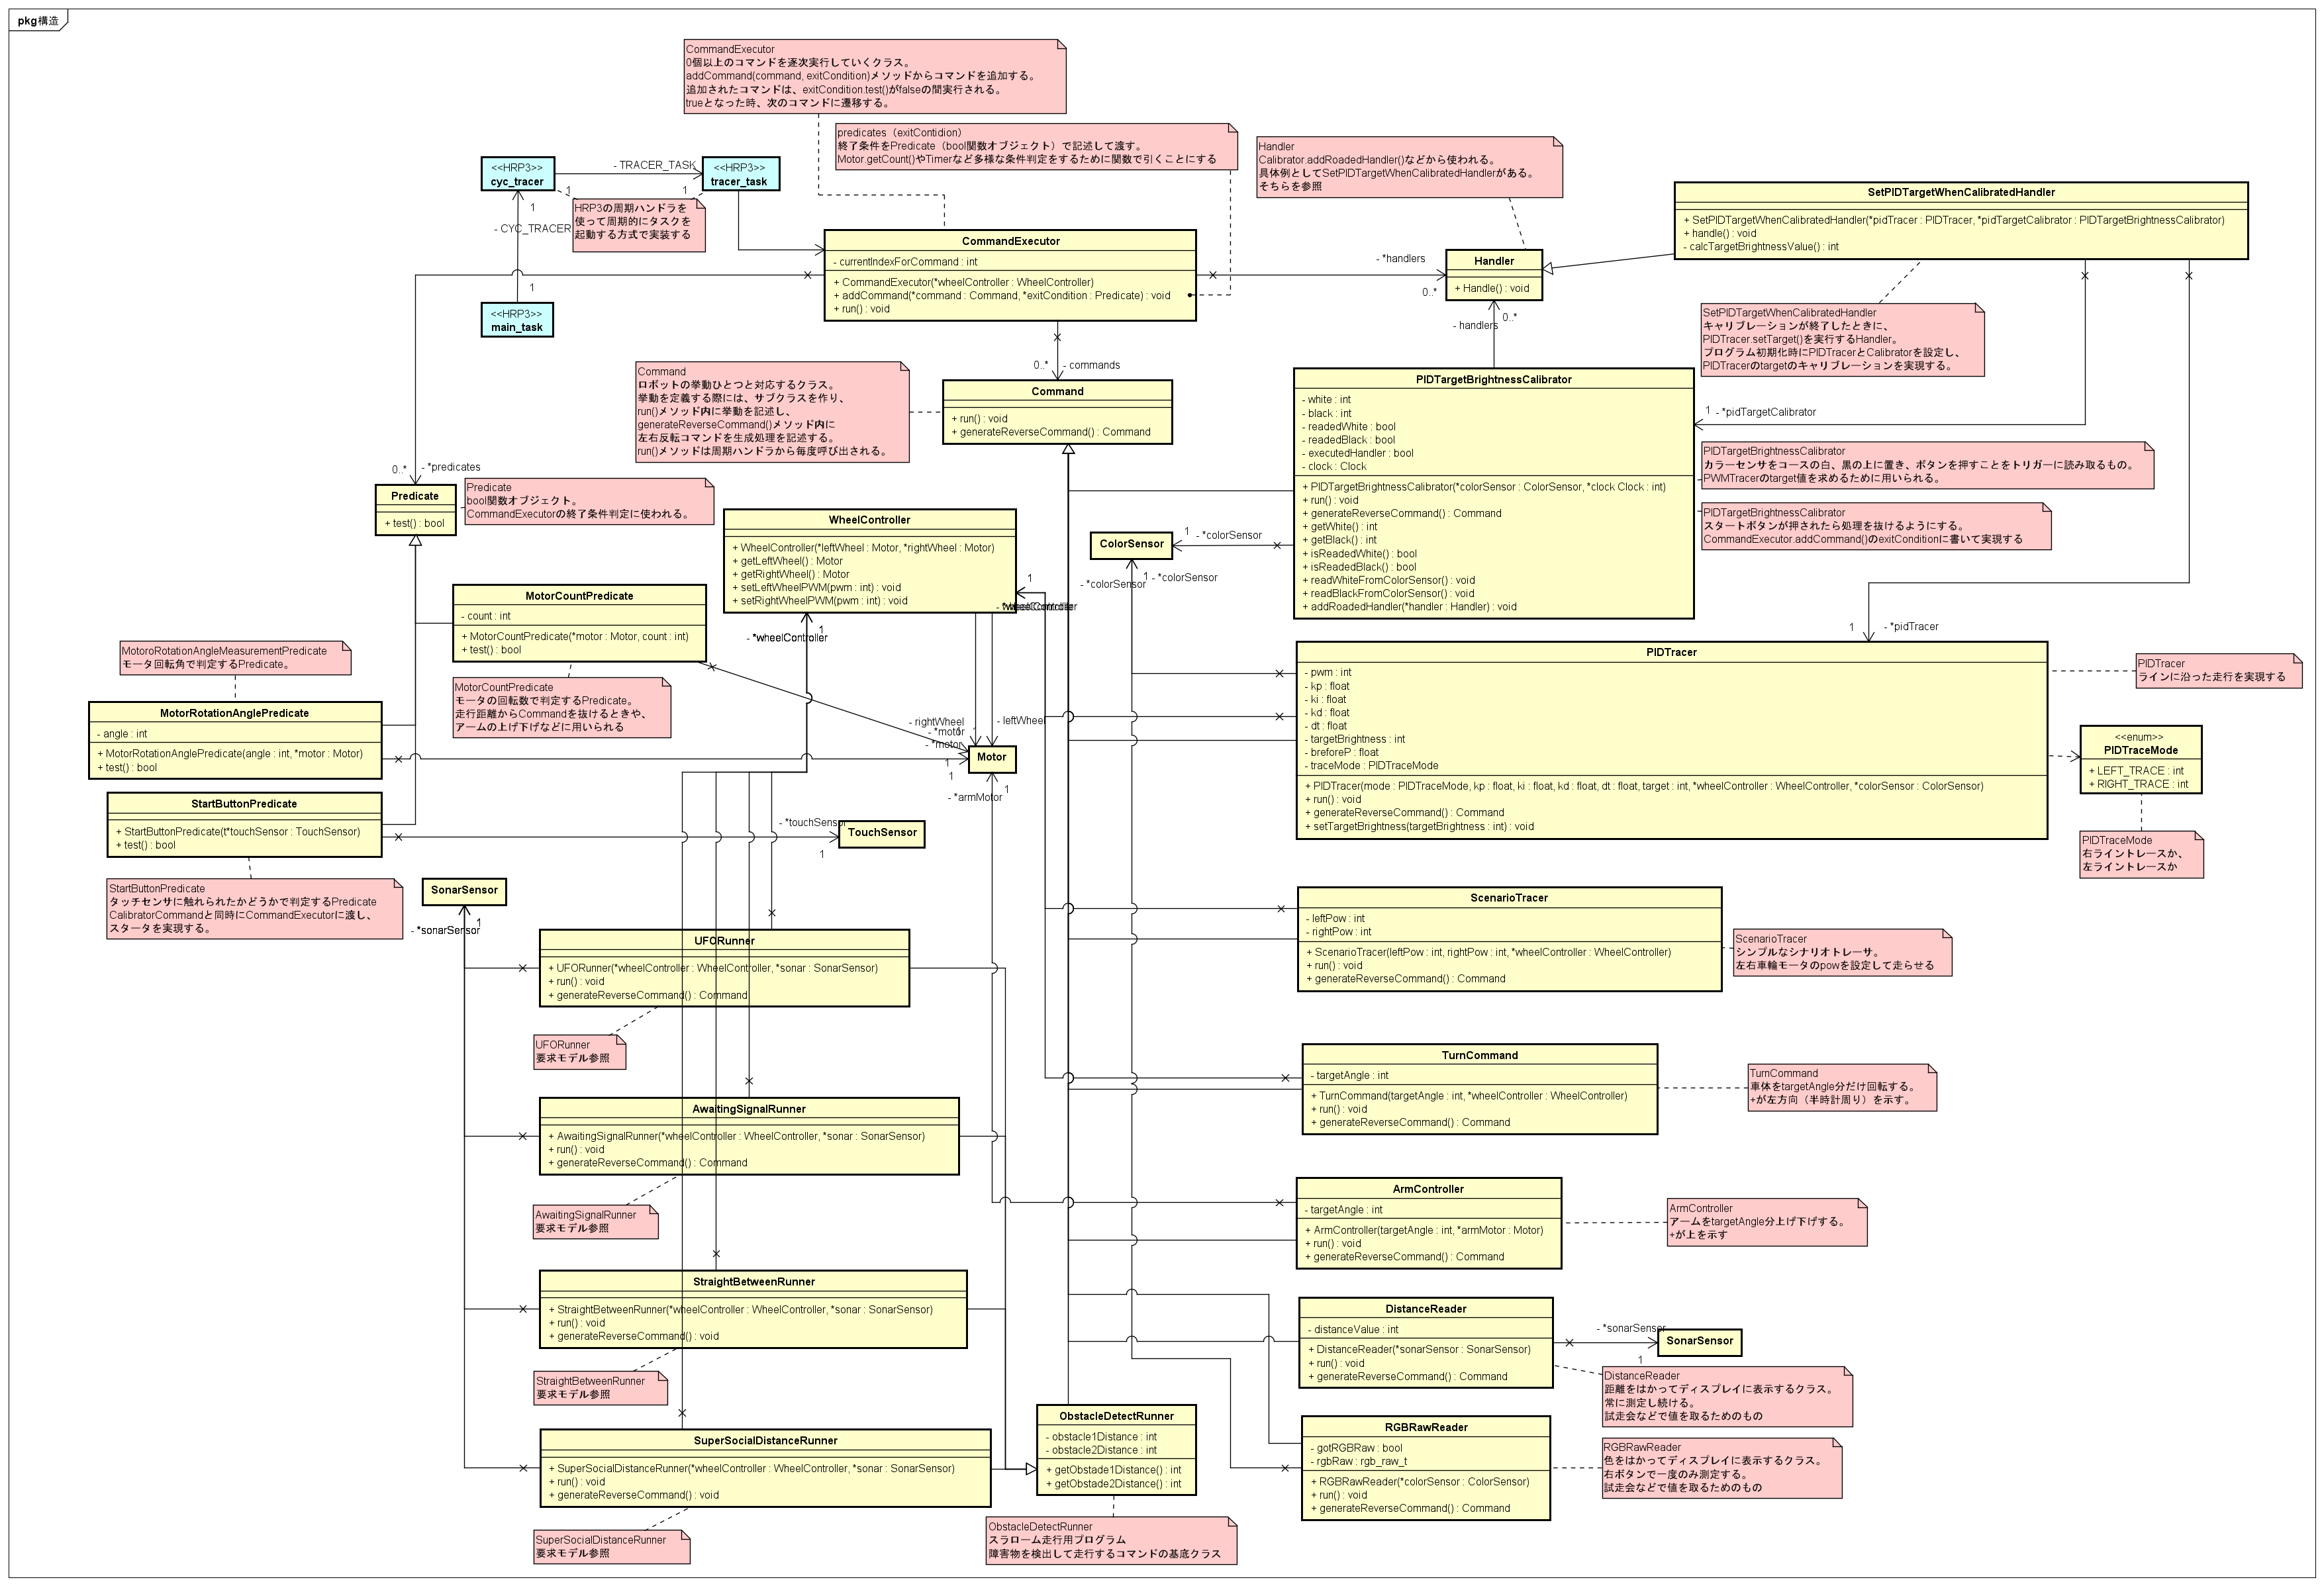 pkg構造
CommandExecutor
0個以上のコマンドを逐次実行していくクラス。
addCommand(command, exitCondition)メソッドからコマンドを追加する。
追加されたコマンドは、exitCondition.test()がfalseの間実行される。
trueとなった時、次のコマンドに遷移する。
predicates（exitContidion）
終了条件をPredicate（bool関数オブジェクト）で記述して渡す。
Motor.getCount()やTimerなど多様な条件判定をするために関数で引くことにする
Handler
Calibrator.addRoadedHandler()などから使われる。
具体例としてSetPIDTargetWhenCalibratedHandlerがある。
そちらを参照
<<HRP3>>
cyc_tracer
- TRACER_TASK
<<HRP3>>
tracer_task
1
1
1
HRP3の周期ハンドラを
使って周期的にタスクを
起動する方式で実装する
- CYC_TRACER
1
<<HRP3>>
main_task
CommandExecutor
- currentIndexForCommand : int
+ CommandExecutor(*wheelController : WheelController)
+ addCommand(*command : Command, *exitCondition : Predicate) : void
+ run() : void
- *handlers
0..*
Handler
+ Handle() : void
SetPIDTargetWhenCalibratedHandler
+ SetPIDTargetWhenCalibratedHandler(*pidTracer : PIDTracer, *pidTargetCalibrator : PIDTargetBrightnessCalibrator)
+ handle() : void
- calcTargetBrightnessValue() : int
SetPIDTargetWhenCalibratedHandler
キャリブレーションが終了したときに、
PIDTracer.setTarget()を実行するHandler。
プログラム初期化時にPIDTracerとCalibratorを設定し、
PIDTracerのtargetのキャリブレーションを実現する。
0..*
- handlers
0..*
- commands
Command
ロボットの挙動ひとつと対応するクラス。
挙動を定義する際には、サブクラスを作り、
run()メソッド内に挙動を記述し、
generateReverseCommand()メソッド内に
左右反転コマンドを生成処理を記述する。
run()メソッドは周期ハンドラから毎度呼び出される。
Command
+ run() : void
+ generateReverseCommand() : Command
PIDTargetBrightnessCalibrator
- white : int
- black : int
- readedWhite : bool
- readedBlack : bool
- executedHandler : bool
- clock : Clock
+ PIDTargetBrightnessCalibrator(*colorSensor : ColorSensor, *clock Clock : int)
+ run() : void
+ generateReverseCommand() : Command
+ getWhite() : int
+ getBlack() : int
+ isReadedWhite() : bool
+ isReadedBlack() : bool
+ readWhiteFromColorSensor() : void
+ readBlackFromColorSensor() : void
+ addRoadedHandler(*handler : Handler) : void
1
- *pidTargetCalibrator
PIDTargetBrightnessCalibrator
カラーセンサをコースの白、黒の上に置き、ボタンを押すことをトリガーに読み取るもの。
PWMTracerのtarget値を求めるために用いられる。
PIDTargetBrightnessCalibrator
スタートボタンが押されたら処理を抜けるようにする。
CommandExecutor.addCommand()のexitConditionに書いて実現する
0..*
- *predicates
Predicate
+ test() : bool
Predicate
bool関数オブジェクト。
CommandExecutorの終了条件判定に使われる。
WheelController
+ WheelController(*leftWheel : Motor, *rightWheel : Motor)
+ getLeftWheel() : Motor
+ getRightWheel() : Motor
+ setLeftWheelPWM(pwm : int) : void
+ setRightWheelPWM(pwm : int) : void
ColorSensor
1
- *colorSensor
- *colorSensor
1
- *colorSensor
1
1
- *wheelController
MotorCountPredicate
- count : int
+ MotorCountPredicate(*motor : Motor, count : int)
+ test() : bool
MotorCountPredicate
モータの回転数で判定するPredicate。
走行距離からCommandを抜けるときや、
アームの上げ下げなどに用いられる
MotoroRotationAngleMeasurementPredicate
モータ回転角で判定するPredicate。
MotorRotationAnglePredicate
- angle : int
+ MotorRotationAnglePredicate(angle : int, *motor : Motor)
+ test() : bool
- rightWheel
- leftWheel
- *motor
- *motor
1
1
1
Motor
- *armMotor
StartButtonPredicate
+ StartButtonPredicate(t*touchSensor : TouchSensor)
+ test() : bool
- *touchSensor
1
TouchSensor
StartButtonPredicate
タッチセンサに触れられたかどうかで判定するPredicate
CalibratorCommandと同時にCommandExecutorに渡し、
スタータを実現する。
1
- *pidTracer
PIDTracer
- pwm : int
- kp : float
- ki : float
- kd : float
- dt : float
- targetBrightness : int
- breforeP : float
- traceMode : PIDTraceMode
+ PIDTracer(mode : PIDTraceMode, kp : float, ki : float, kd : float, dt : float, target : int, *wheelController : WheelController, *colorSensor : ColorSensor)
+ run() : void
+ generateReverseCommand() : Command
+ setTargetBrightness(targetBrightness : int) : void
PIDTracer
ラインに沿った走行を実現する
<<enum>>
PIDTraceMode
+ LEFT_TRACE : int
+ RIGHT_TRACE : int
PIDTraceMode
右ライントレースか、
左ライントレースか
SonarSensor
1
- *sonarSensor
UFORunner
+ UFORunner(*wheelController : WheelController, *sonar : SonarSensor)
+ run() : void
+ generateReverseCommand() : Command
UFORunner
要求モデル参照
ScenarioTracer
- leftPow : int
- rightPow : int
+ ScenarioTracer(leftPow : int, rightPow : int, *wheelController : WheelController)
+ run() : void
+ generateReverseCommand() : Command
ScenarioTracer
シンプルなシナリオトレーサ。
左右車輪モータのpowを設定して走らせる
AwaitingSignalRunner
+ AwaitingSignalRunner(*wheelController : WheelController, *sonar : SonarSensor)
+ run() : void
+ generateReverseCommand() : Command
AwaitingSignalRunner
要求モデル参照
TurnCommand
- targetAngle : int
+ TurnCommand(targetAngle : int, *wheelController : WheelController)
+ run() : void
+ generateReverseCommand() : Command
TurnCommand
車体をtargetAngle分だけ回転する。
+が左方向（半時計周り）を示す。
ArmController
- targetAngle : int
+ ArmController(targetAngle : int, *armMotor : Motor)
+ run() : void
+ generateReverseCommand() : Command
ArmController
アームをtargetAngle分上げ下げする。
+が上を示す
StraightBetweenRunner
+ StraightBetweenRunner(*wheelController : WheelController, *sonar : SonarSensor)
+ run() : void
+ generateReverseCommand() : void
StraightBetweenRunner
要求モデル参照
DistanceReader
- distanceValue : int
+ DistanceReader(*sonarSensor : SonarSensor)
+ run() : void
+ generateReverseCommand() : Command
- *sonarSensor
1
SonarSensor
DistanceReader
距離をはかってディスプレイに表示するクラス。
常に測定し続ける。
試走会などで値を取るためのもの
SuperSocialDistanceRunner
+ SuperSocialDistanceRunner(*wheelController : WheelController, *sonar : SonarSensor)
+ run() : void
+ generateReverseCommand() : void
SuperSocialDistanceRunner
要求モデル参照
ObstacleDetectRunner
- obstacle1Distance : int
- obstacle2Distance : int
+ getObstade1Distance() : int
+ getObstade2Distance() : int
ObstacleDetectRunner
スラローム走行用プログラム
障害物を検出して走行するコマンドの基底クラス
RGBRawReader
- gotRGBRaw : bool
- rgbRaw : rgb_raw_t
+ RGBRawReader(*colorSensor : ColorSensor)
+ run() : void
+ generateReverseCommand() : Command
RGBRawReader
色をはかってディスプレイに表示するクラス。
右ボタンで一度のみ測定する。
試走会などで値を取るためのもの